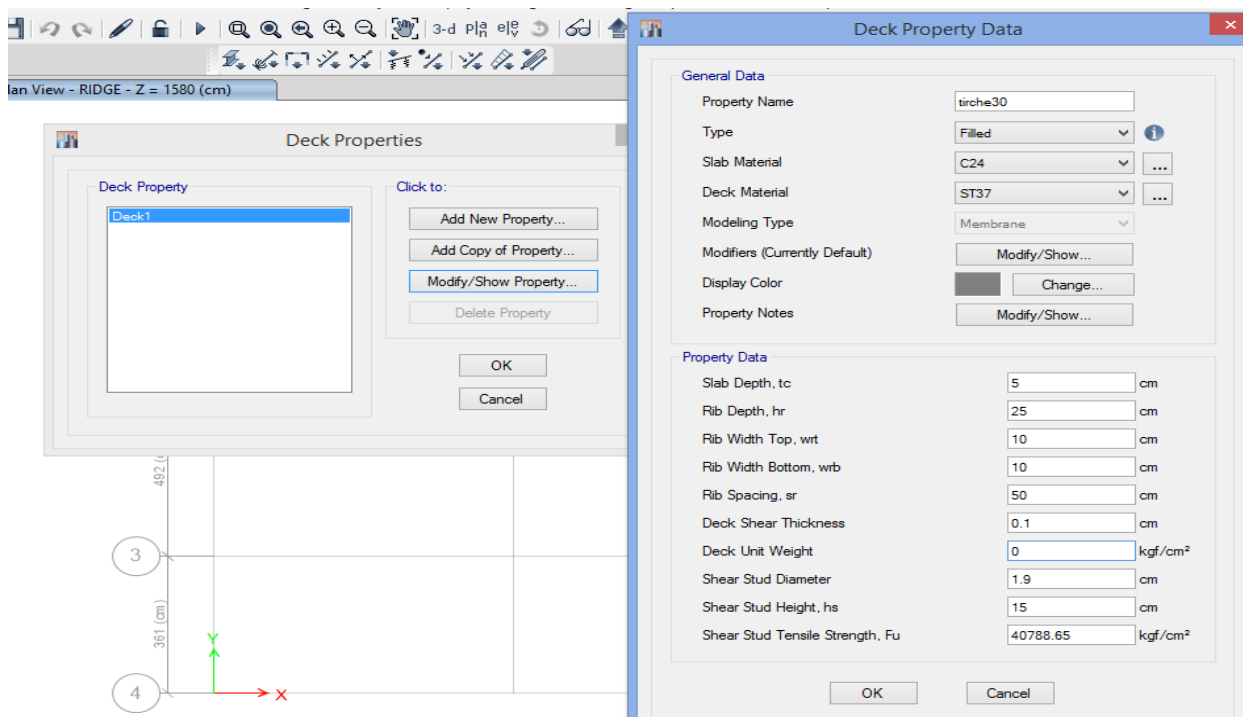 3-d
Plan View - RIDGE - Z = 1580 (cm)
Deck Properties
Deck Property
Deck1
Click to:
Add New Property...
Add Copy of Property...
Modify/Show Property...
Delete Property
OK
Cancel
492
3
361 (cm)
4
Y
X
Deck Property Data
General Data
Property Name tirche30
Type Filled
Slab Material C24 ...
Deck Material ST37 ...
Modeling Type Membrane
Modifiers (Currently Default) Modify/Show...
Display Color Change...
Property Notes Modify/Show...
Property Data
Slab Depth, tc 5 cm
Rib Depth, hr 25 cm
Rib Width Top, wrt 10 cm
Rib Width Bottom, wrb 10 cm
Rib Spacing, sr 50 cm
Deck Shear Thickness 0.1 cm
Deck Unit Weight 0 kgf/cm²
Shear Stud Diameter 1.9 cm
Shear Stud Height, hs 15 cm
Shear Stud Tensile Strength, Fu 40788.65 kgf/cm²
OK Cancel